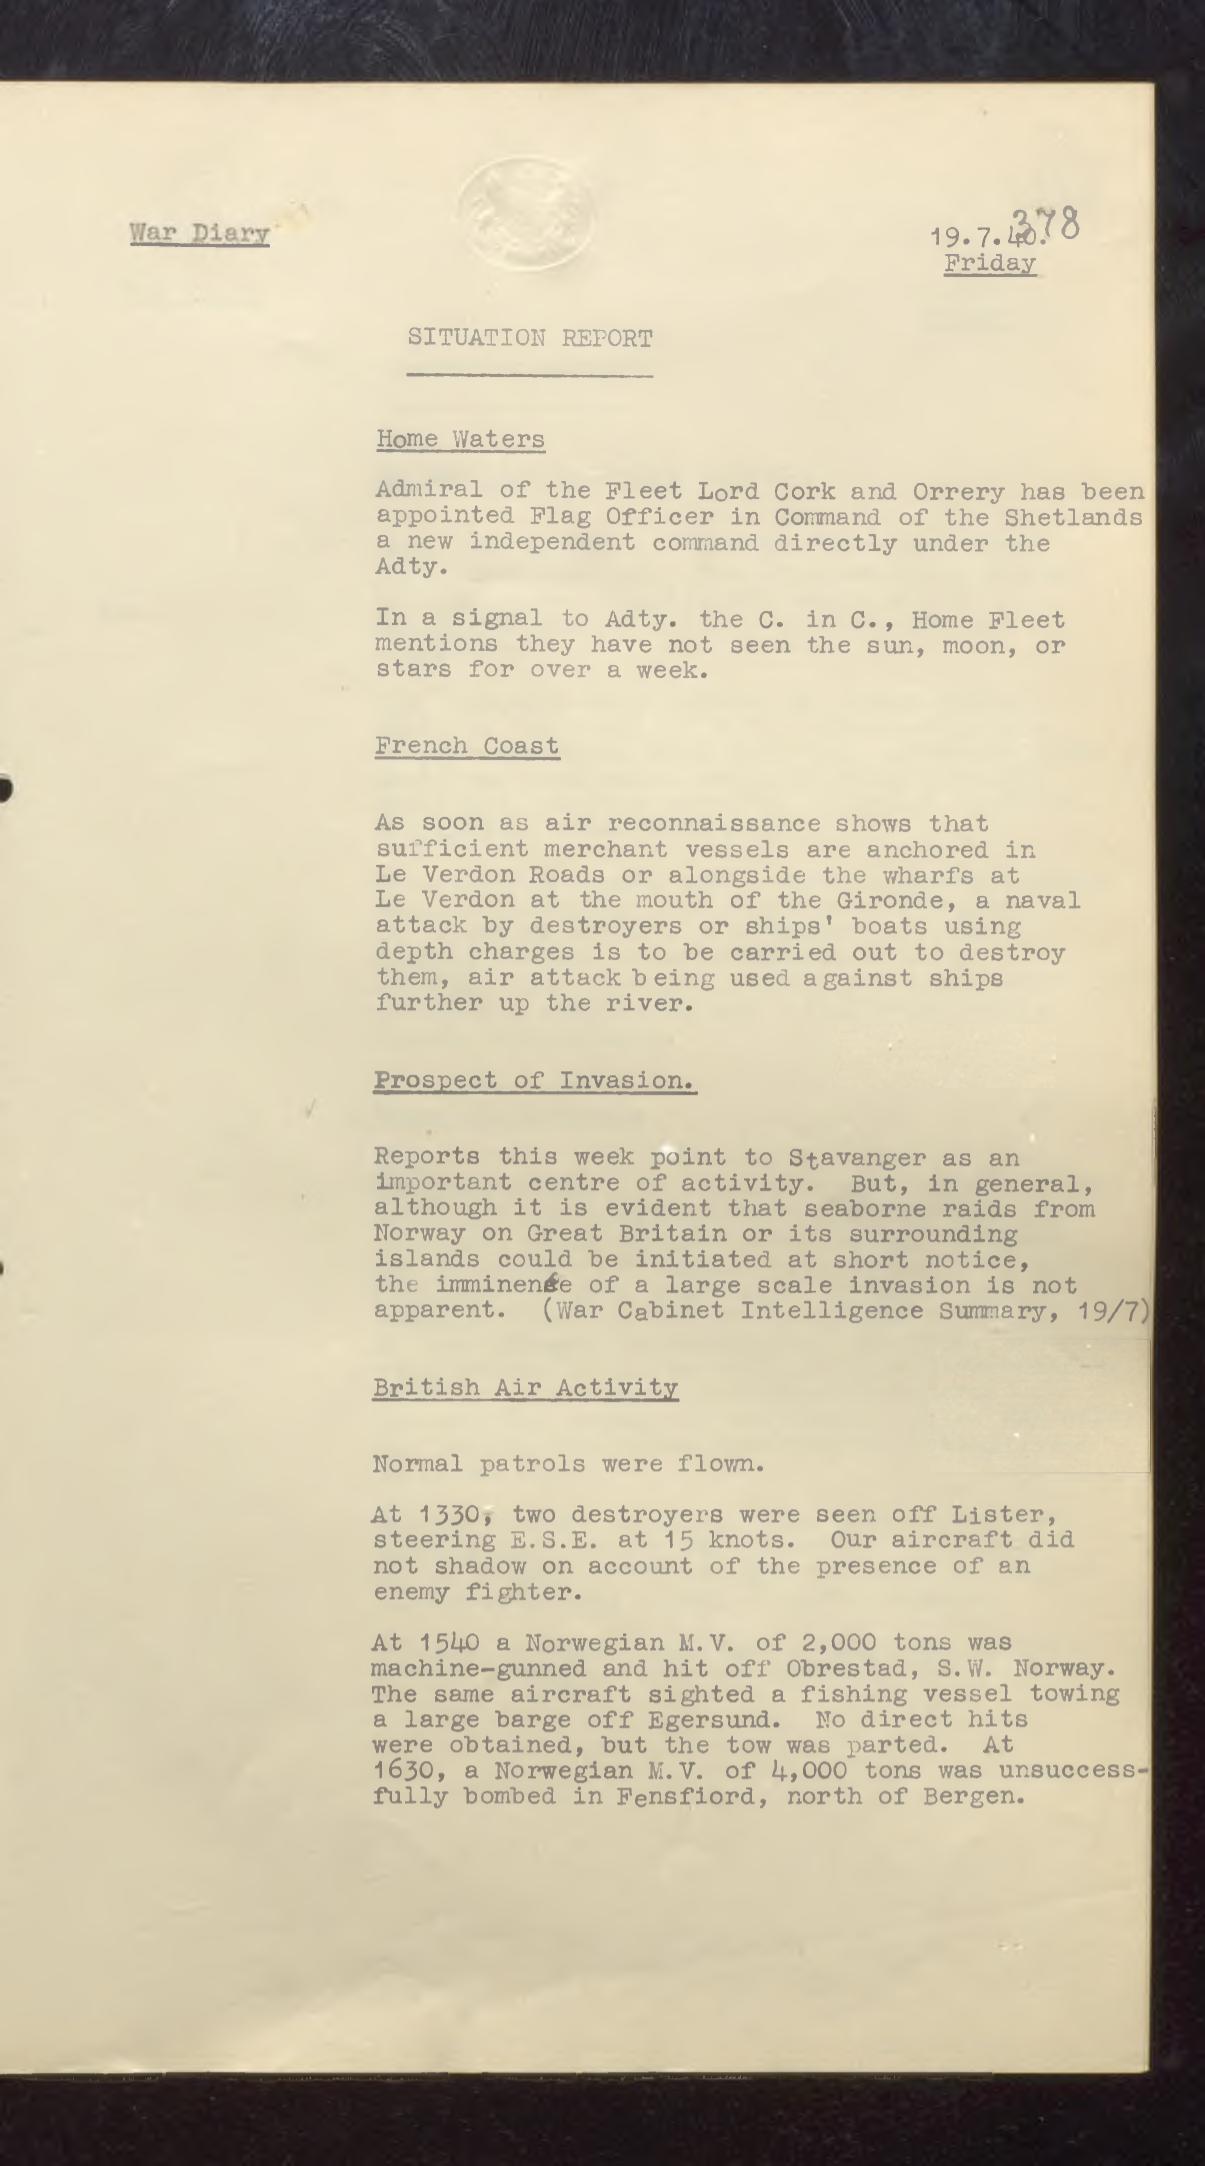 War Diary
378
19.7.40.
Friday
SITUATION REPORT
Home Waters
Admiral of the Fleet Lord Cork and Orrery has been
appointed Flag Officer in Command of the Shetlands
a new independent command directly under the
Adty.
In a signal to Adty. the C. in C., Home Fleet
mentions they have not seen the sun, moon, or
stars for over a week.
French Coast
As soon as air reconnaissance shows that
sufficient merchant vessels are anchored in
Le Verdon Roads or alongside the wharfs at
Le Verdon at the mouth of the Gironde, a naval
attack by destroyers or ships' boats using
depth charges is to be carried out to destroy
them, air attack being used against ships
further up the river.
Prospect of Invasion.
Reports this week point to Stavanger as an
important centre of activity. But, in general,
although it is evident that seaborne raids from
Norway on Great Britain or its surrounding
islands could be initiated at short notice,
the imminence of a large scale invasion is not
apparent. (War Cabinet Intelligence Summary, 19/7)
British Air Activity
Normal patrols were flown.
At 1330, two destroyers were seen off Lister,
steering E.S.E. at 15 knots. Our aircraft did
not shadow on account of the presence of an
enemy fighter.
At 1540 a Norwegian M.V. of 2,000 tons was
machine-gunned and hit off Obrestad, S.W. Norway.
The same aircraft sighted a fishing vessel towing
a large barge off Egersund. No direct hits
were obtained, but the tow was parted. At
1630, a Norwegian M.V. of 4,000 tons was unsuccess-
fully bombed in Fensfiord, north of Bergen.